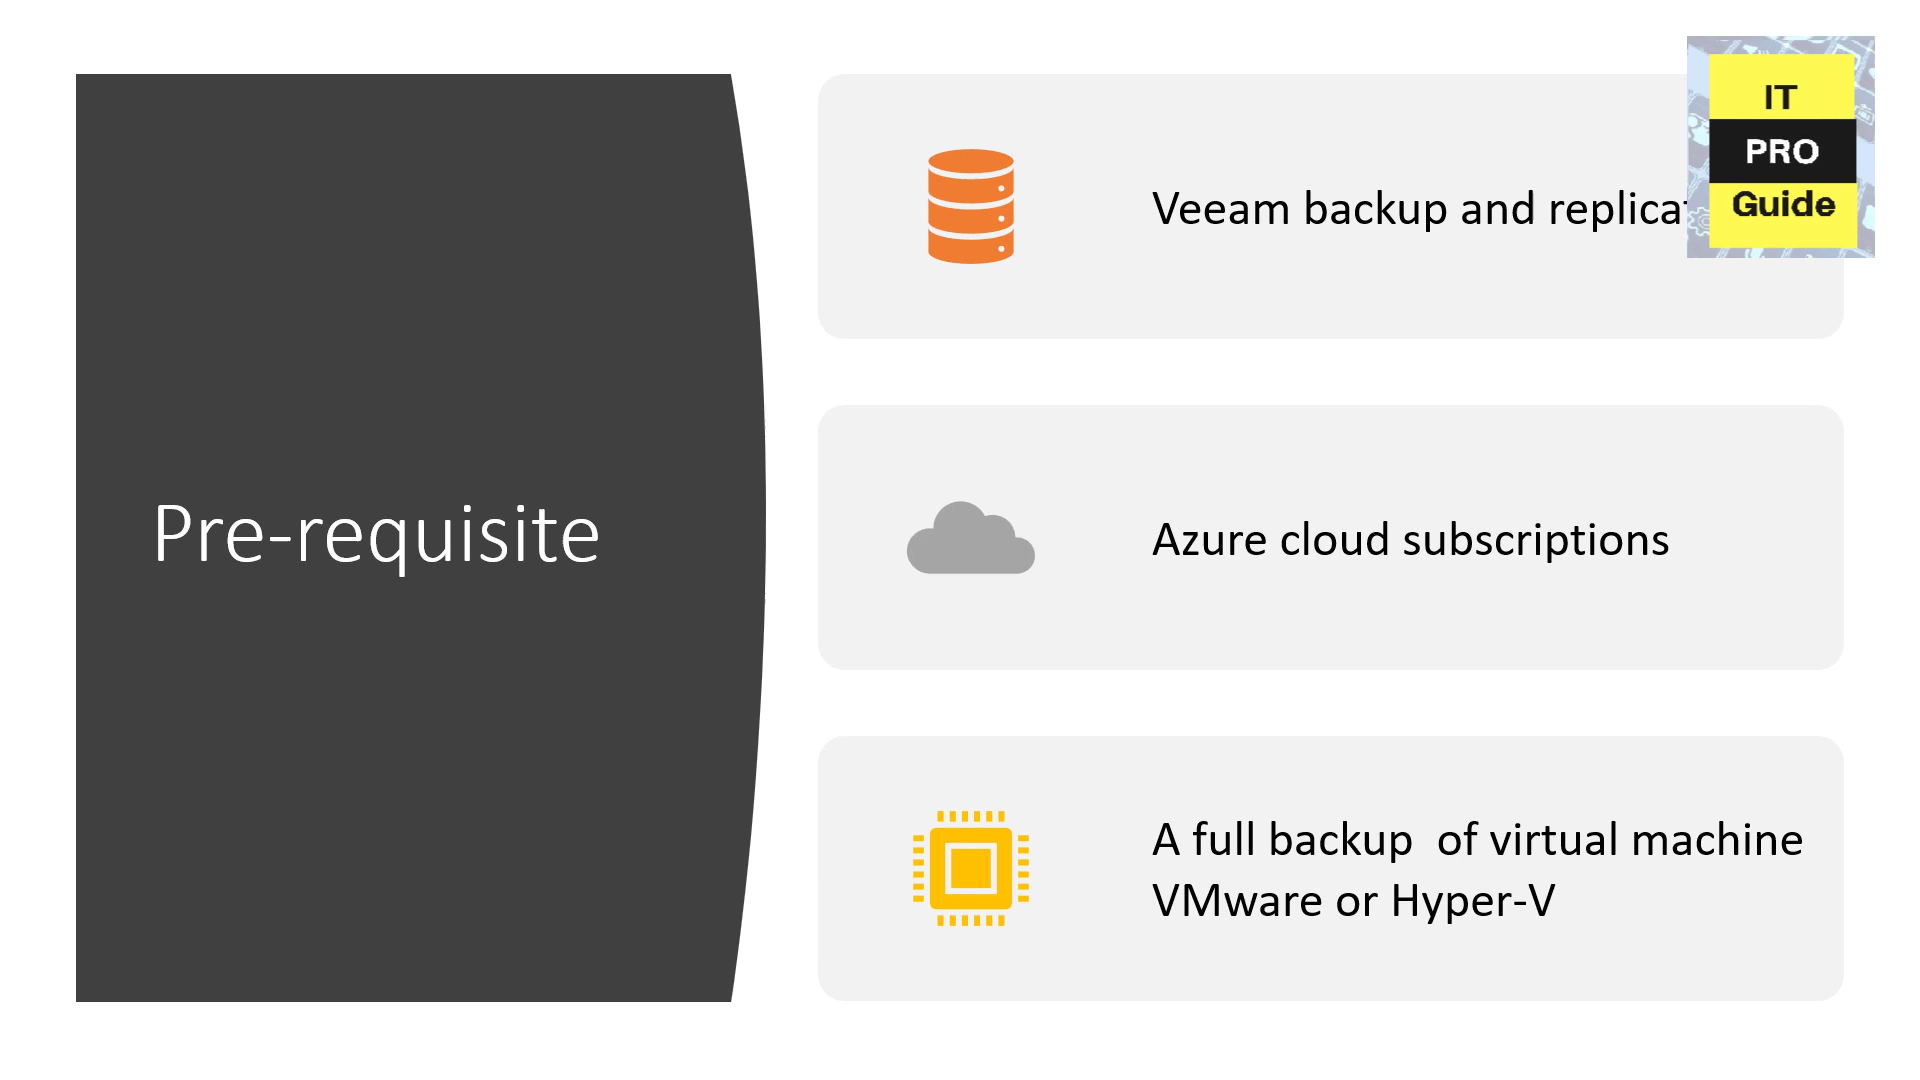 Pre-requisite
Veeam backup and
IT
PRO
Guide
Azure cloud subscriptions
A full backup  of virtual machine
VMware or Hyper-V